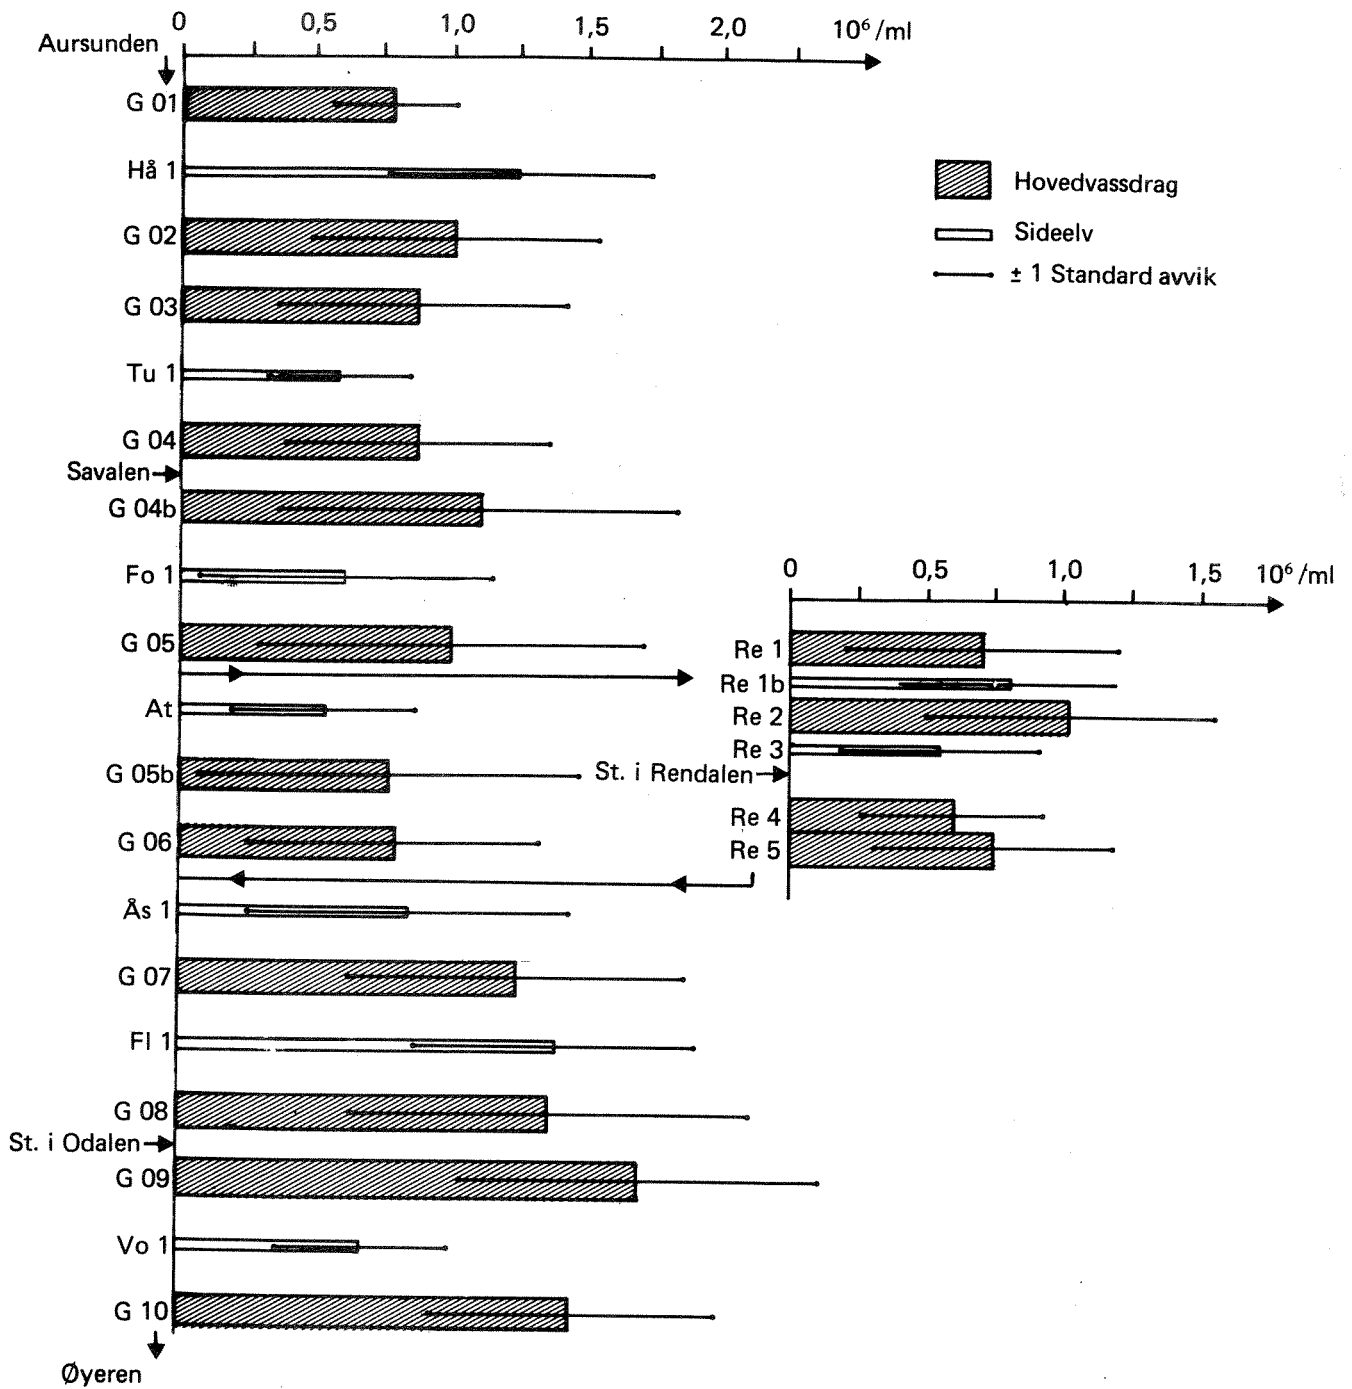 0 0,5 1,0 1,5 2,0 10⁶/ml
Aursunden
G 01
Hå 1
Hovedvassdrag
G 02
Sideelv
± 1 Standard avvik
G 03
Tu 1
G 04
Savalen
G 04b
Fo 1
0 0,5 1,0 1,5 10⁶/ml
G 05
Re 1
Re 1b
At
Re 2
Re 3
G 05b
St. i Rendalen
Re 4
G 06
Re 5
Ås 1
G 07
Fl 1
G 08
St. i Odalen
G 09
Vo 1
G 10
Øyeren